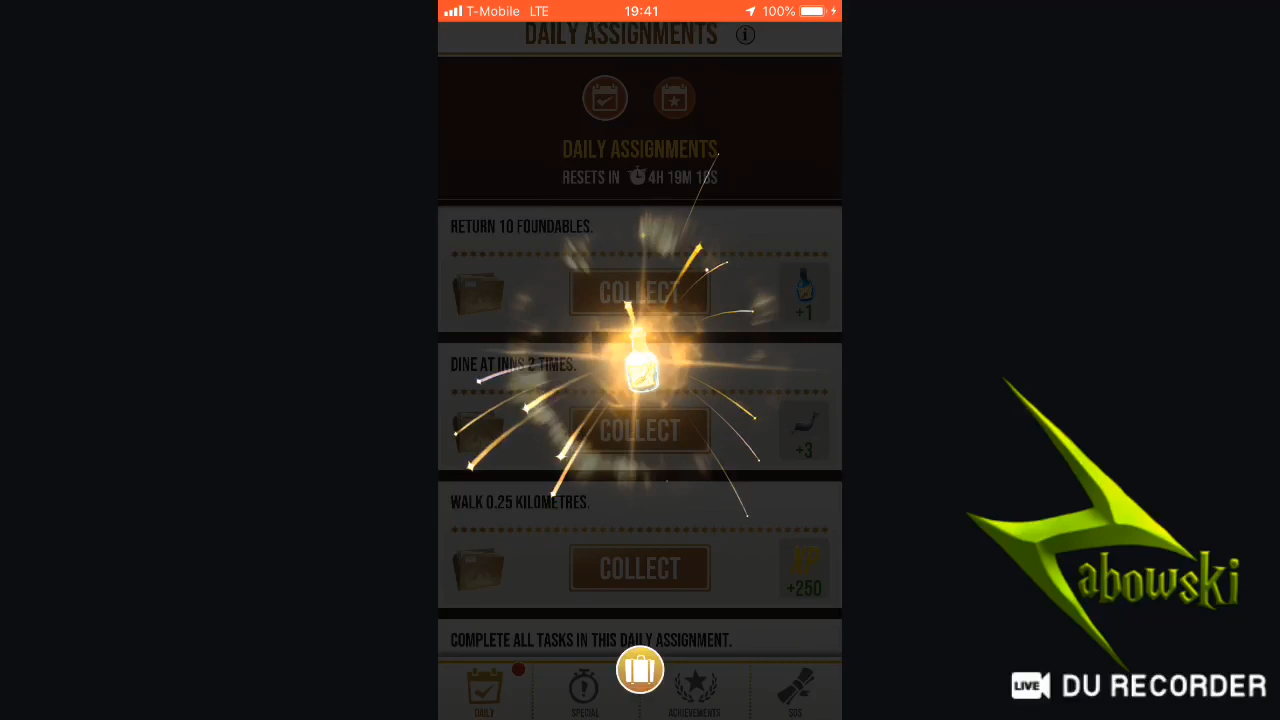 T-Mobile LTE 19:41 100%
DAILY ASSIGNMENTS
DAILY ASSIGNMENTS
RESETS IN 4H 19M 18S
RETURN 10 FOUNDABLES.
COLLECT
+1
DINE AT INNS 2 TIMES.
COLLECT
+3
WALK 0.25 KILOMETRES.
COLLECT
XP
+250
COMPLETE ALL TASKS IN THIS DAILY ASSIGNMENT.
DAILY
SPECIAL
ACHIEVEMENTS
SOS
abowski
LIVE DU RECORDER